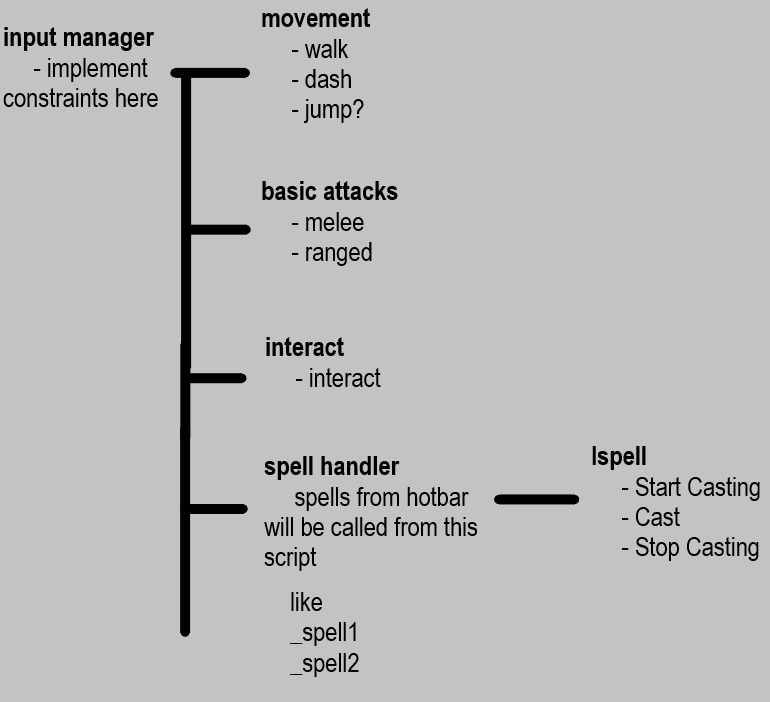 input manager
- implement
constraints here
movement
- walk
- dash
- jump?
basic attacks
- melee
- ranged
interact
- interact
spell handler
spells from hotbar
will be called from this
script
like
_spell1
_spell2
Ispell
- Start Casting
- Cast
- Stop Casting